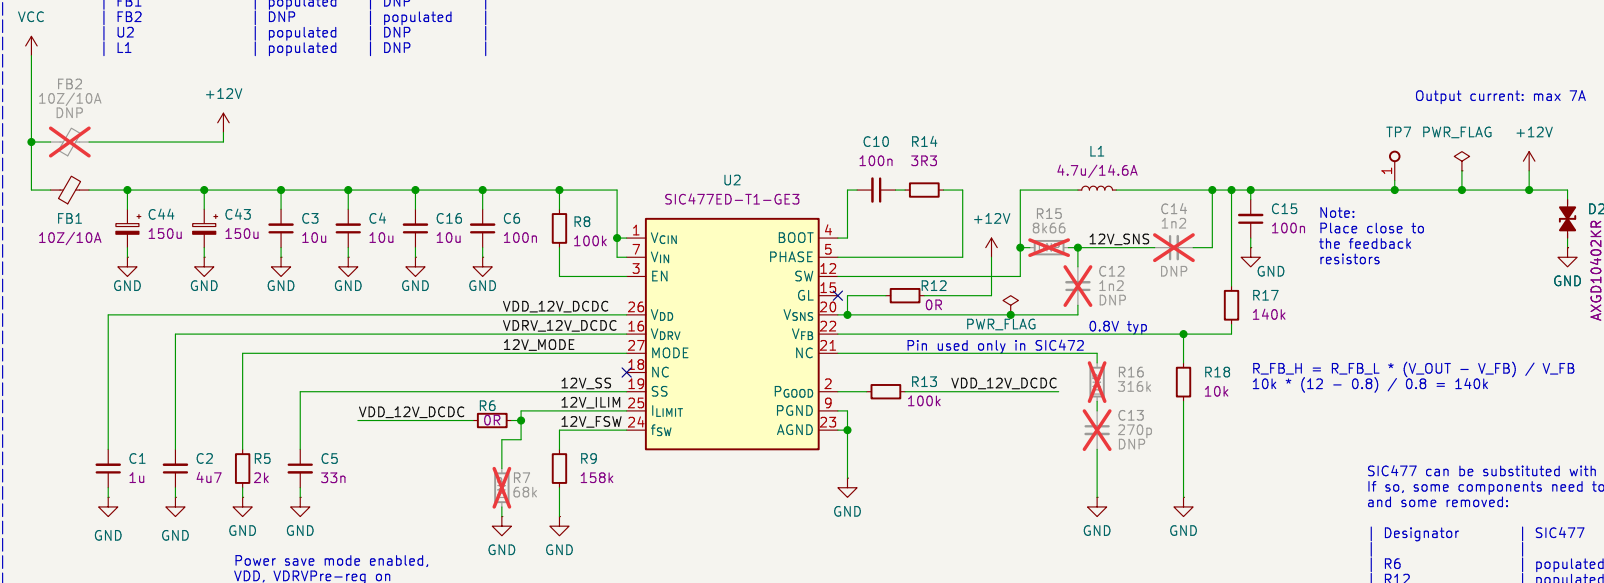 | FB1 | populated | DNP |
| FB2 | DNP | populated |
| U2 | populated | DNP |
| L1 | populated | DNP |
VCC
FB2
10Z/10A
DNP
+12V
FB1
10Z/10A
C44
150u
C43
150u
C3
10u
C4
10u
C16
10u
C6
100n
R8
100k
GND
GND
GND
GND
GND
GND
U2
SIC477ED-T1-GE3
1 VCIN
7 VIN
3 EN
26 VDD
16 VDRV
27 MODE
18 NC
19 SS
25 ILIMIT
24 fSW
BOOT 4
PHASE 5
SW 12
GL 15
VSNS 20
VFB 22
NC 21
PGOOD 2
PGND 9
AGND 23
VDD_12V_DCDC
VDRV_12V_DCDC
12V_MODE
12V_SS
12V_ILIM
12V_FSW
VDD_12V_DCDC
R6
0R
C1
1u
C2
4u7
R5
2k
C5
33n
R7
68k
R9
158k
GND
GND
GND
GND
GND
GND
Power save mode enabled,
VDD, VDRVPre-reg on
C10
100n
R14
3R3
+12V
R12
0R
PWR_FLAG
L1
4.7u/14.6A
R15
8k66
12V_SNS
C14
1n2
DNP
C12
1n2
DNP
0.8V typ
Pin used only in SIC472
R13
100k
VDD_12V_DCDC
R16
316k
C13
270p
DNP
GND
GND
C15
100n
GND
R17
140k
R18
10k
GND
Note:
Place close to
the feedback
resistors
Output current: max 7A
TP7
1
PWR_FLAG
+12V
D2
AXGD10402KR
GND
R_FB_H = R_FB_L * (V_OUT - V_FB) / V_FB
10k * (12 - 0.8) / 0.8 = 140k
SIC477 can be substituted with
If so, some components need to
and some removed:
| Designator | SIC477
| R6 | populated
| R12 | populated